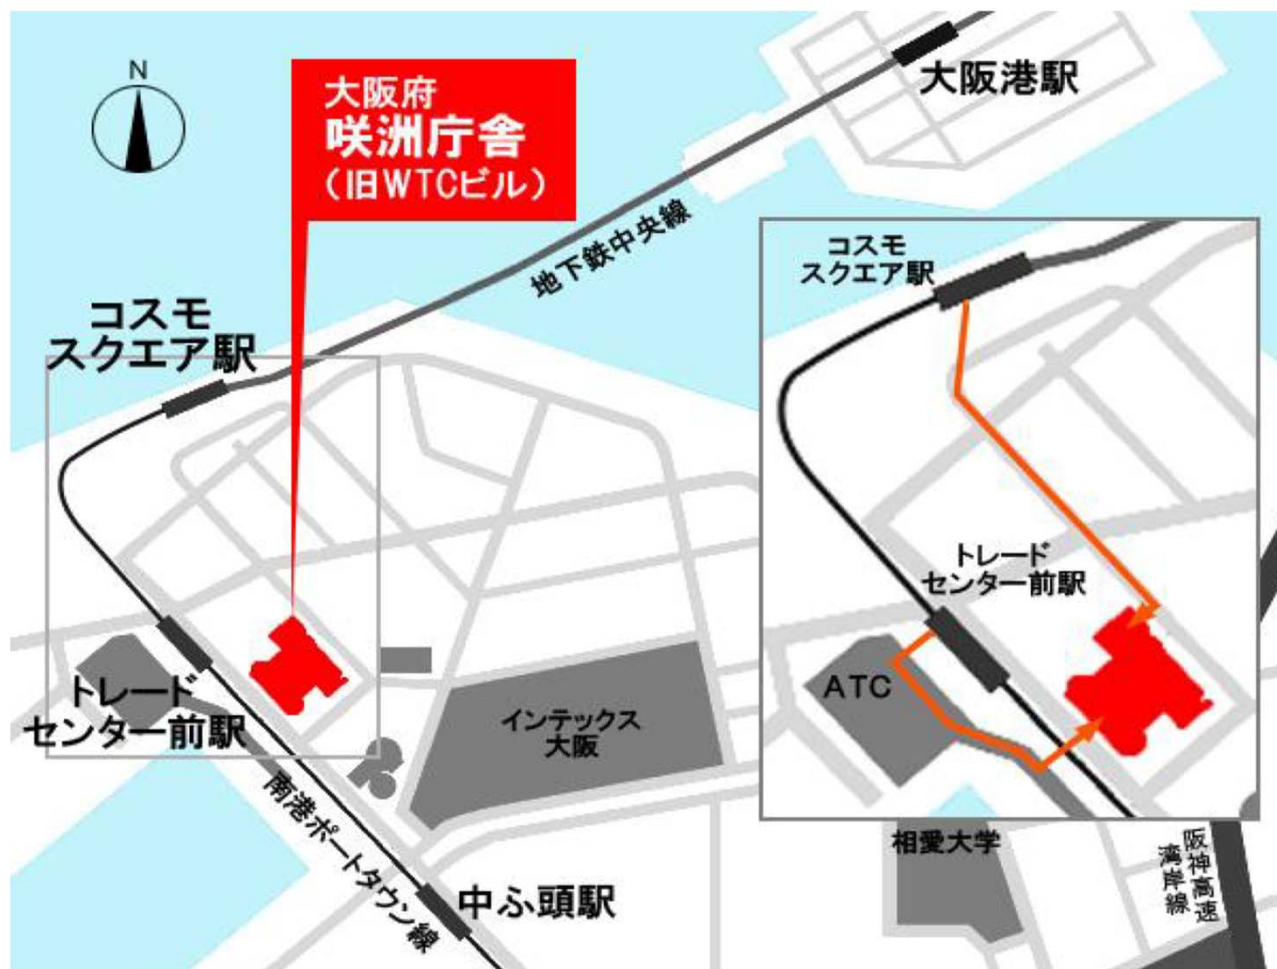 N
大阪府
咲洲庁舎
（旧WTCビル）
大阪港駅
地下鉄中央線
コスモ
スクエア駅
コスモ
スクエア駅
トレード
センター前駅
ATC
トレード
センター前駅
インテックス
大阪
南港ポートタウン線
中ふ頭駅
相愛大学
阪神高速
湾岸線